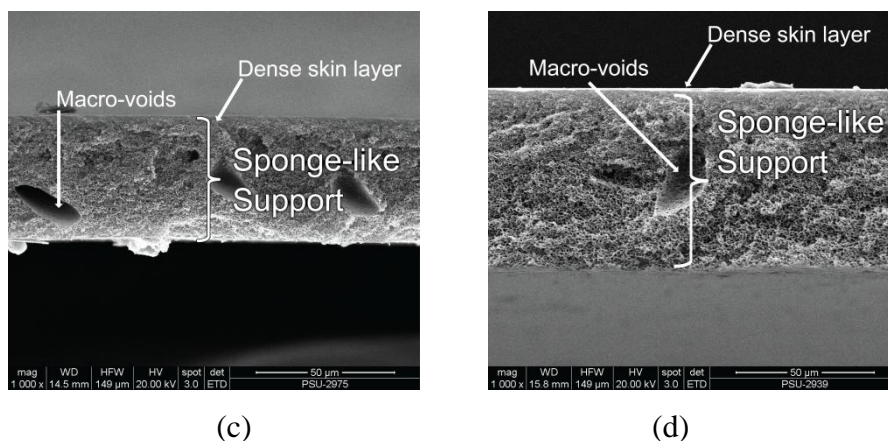 Dense skin layer
Macro-voids
Sponge-like
Support
mag WD HFW HV spot det
1 000 x 14.5 mm 149 µm 20.00 kV 3.0 ETD
50 µm
PSU-2975
(c)
Dense skin layer
Macro-voids
Sponge-like
Support
mag WD HFW HV spot det
1 000 x 15.8 mm 149 µm 20.00 kV 3.0 ETD
50 µm
PSU-2939
(d)